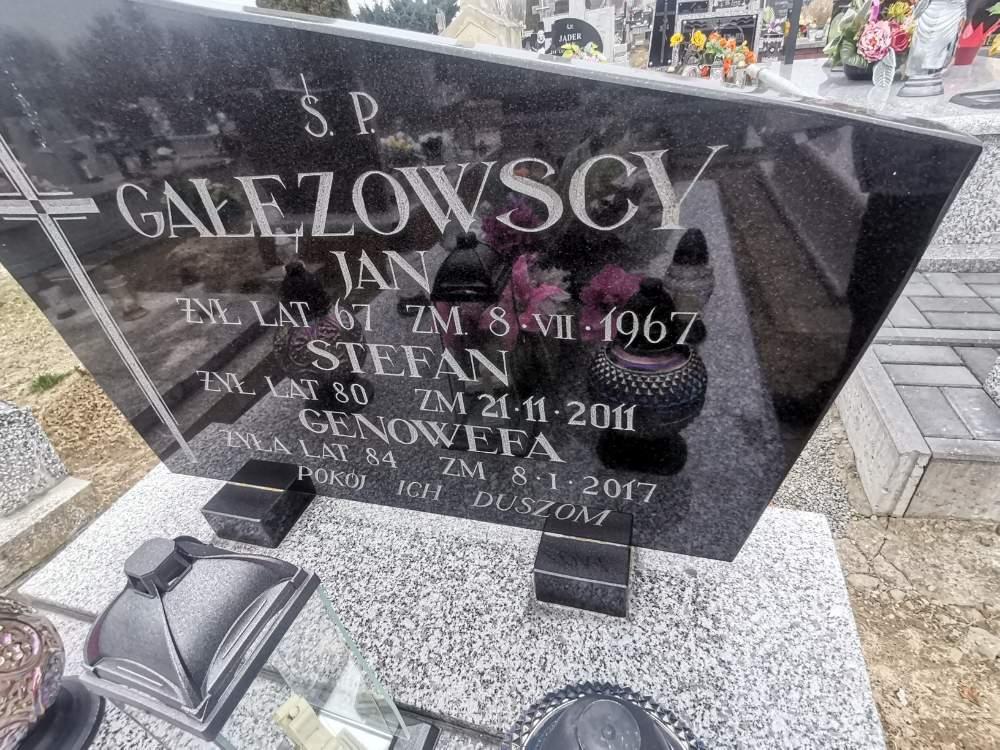 Ś. P.
GAŁĘZOWSCY
JAN
ŻYŁ LAT 67 ZM. 8·VII·1967
STEFAN
ŻYŁ LAT 80 ZM 21·11·2011
GENOWEFA
ŻYŁA LAT 84 ZM 8·1·2017
POKÓJ ICH DUSZOM
JADER